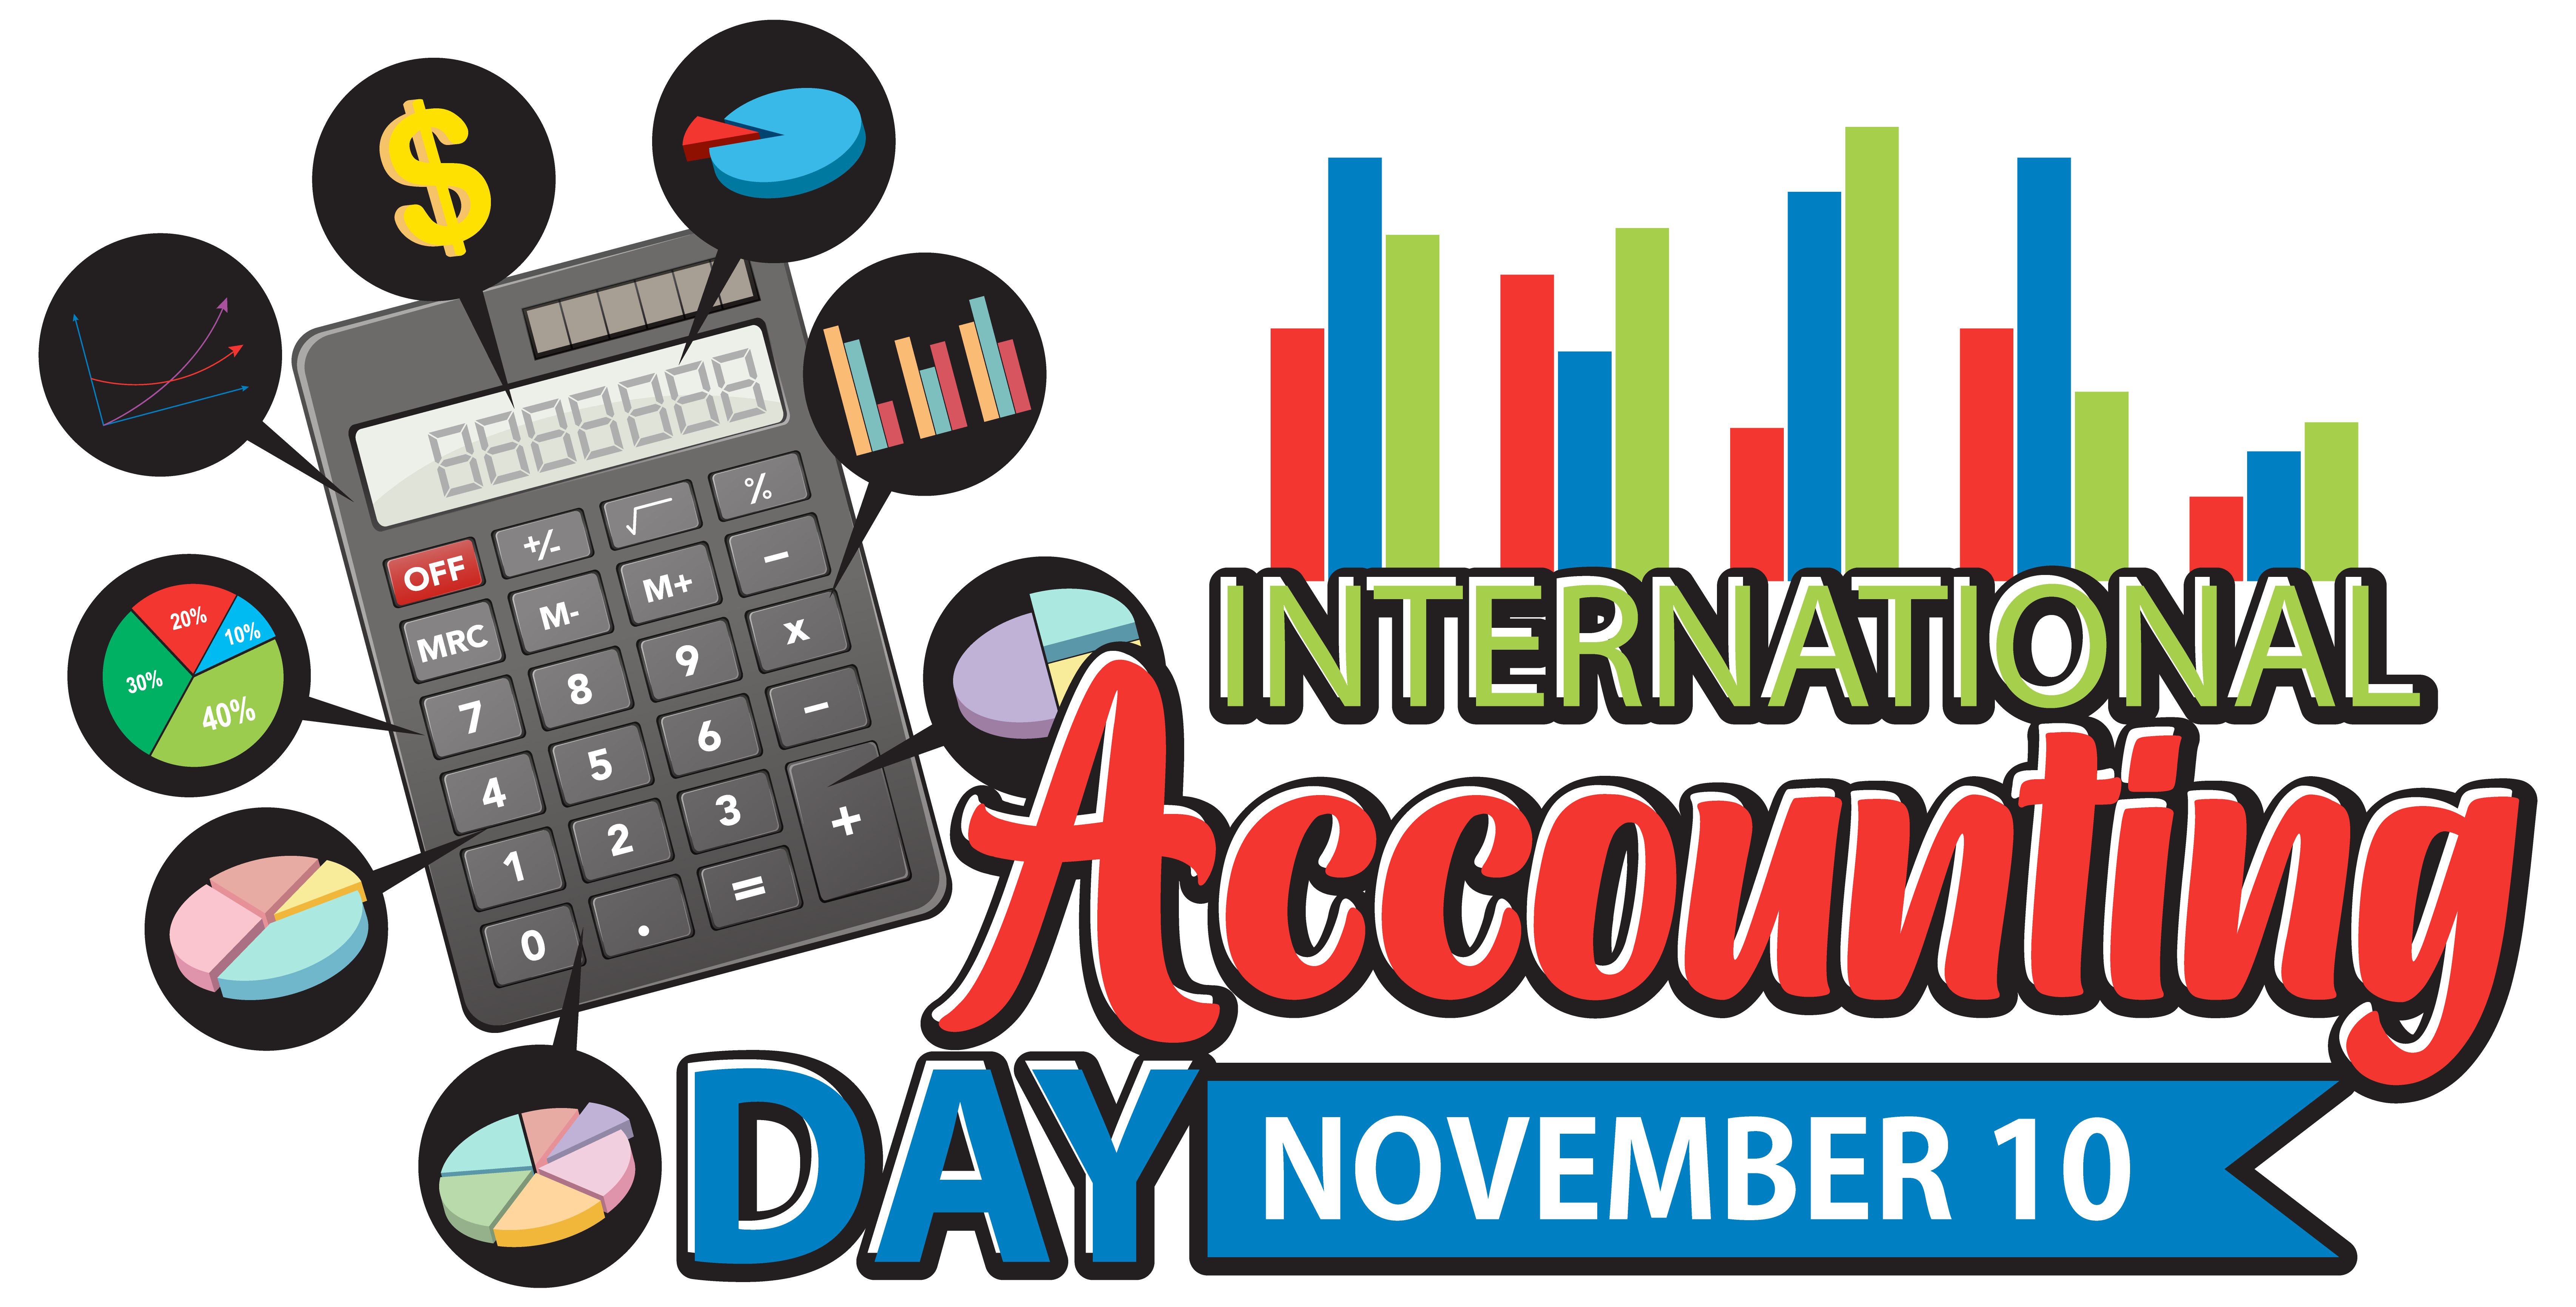 INTERNATIONAL
Accounting
DAY
NOVEMBER 10
20%
10%
30%
40%
OFF +/- √ %
MRC M- M+ −
7 8 9 x
4 5 6 −
1 2 3 +
0 . =
$